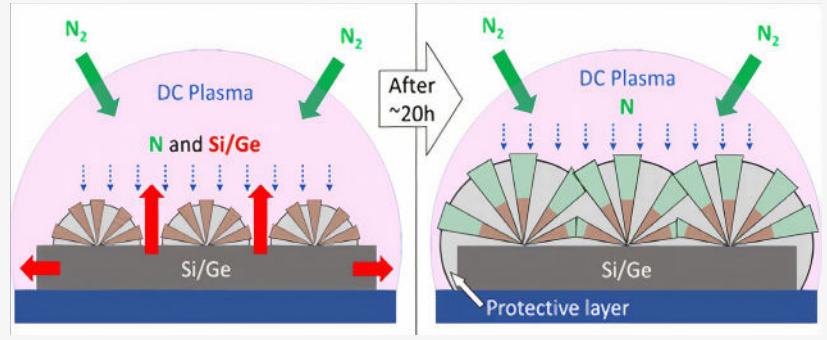 N₂
N₂
DC Plasma
N and Si/Ge
Si/Ge
After
~20h
N₂
N₂
DC Plasma
N
Si/Ge
Protective layer